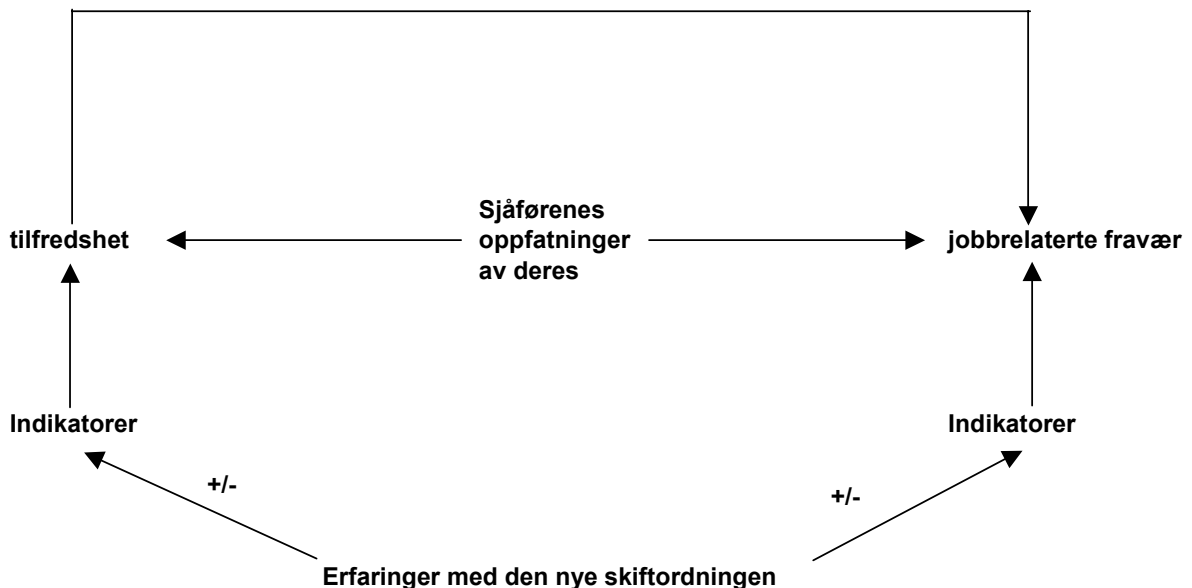 Sjåførenes
oppfatninger
av deres
tilfredshet
jobbrelaterte fravær
Indikatorer
Indikatorer
+/-
+/-
Erfaringer med den nye skiftordningen